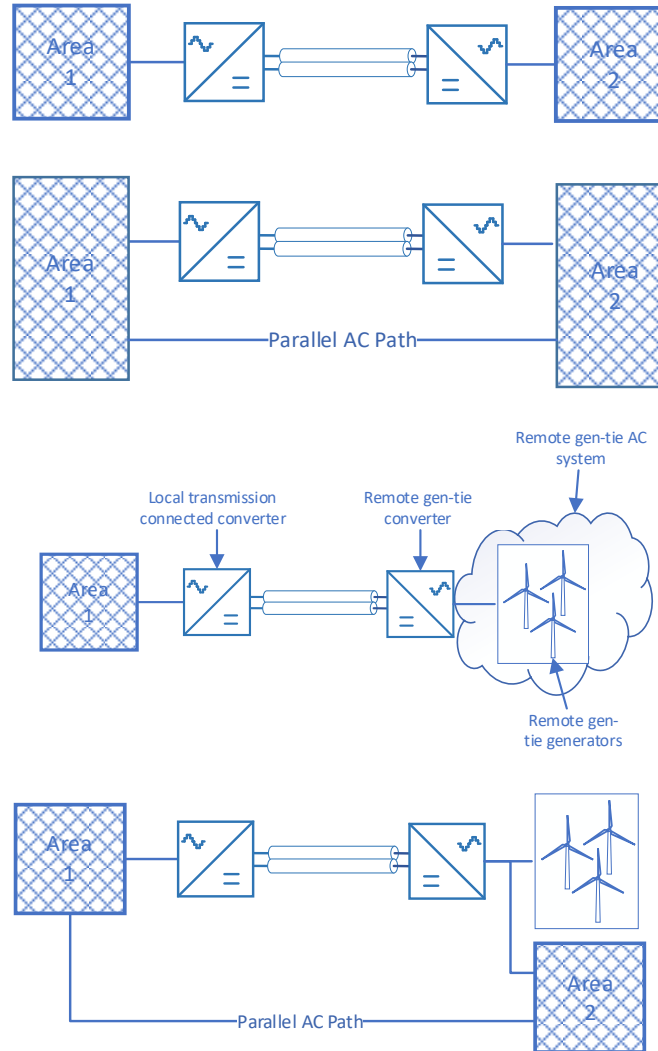 Area
1
Area
2
Area
1
Area
2
Parallel AC Path
Remote gen-tie AC
system
Local transmission
connected converter
Remote gen-tie
converter
Area
1
Remote gen-
tie generators
Area
1
Area
2
Parallel AC Path